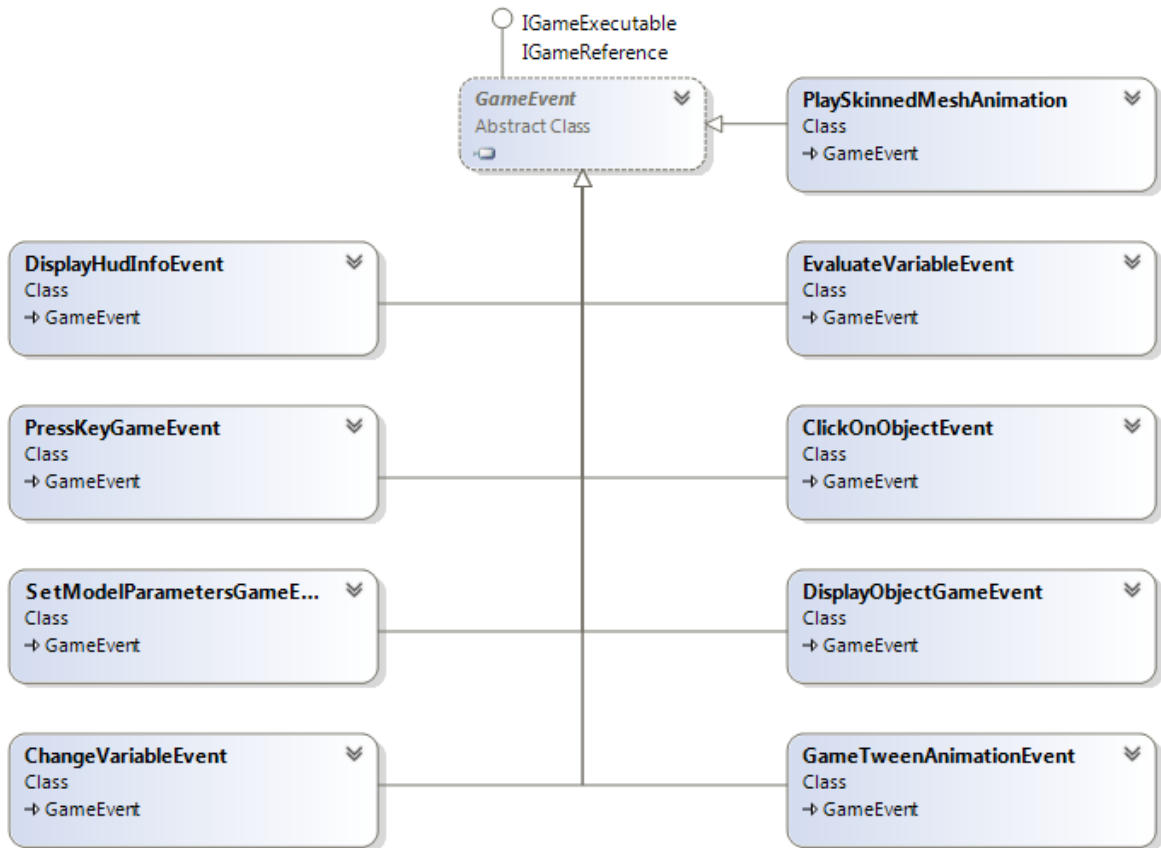 IGameExecutable
IGameReference
GameEvent
Abstract Class
PlaySkinnedMeshAnimation
Class
GameEvent
DisplayHudInfoEvent
Class
GameEvent
EvaluateVariableEvent
Class
GameEvent
PressKeyGameEvent
Class
GameEvent
ClickOnObjectEvent
Class
GameEvent
SetModelParametersGameE...
Class
GameEvent
DisplayObjectGameEvent
Class
GameEvent
ChangeVariableEvent
Class
GameEvent
GameTweenAnimationEvent
Class
GameEvent